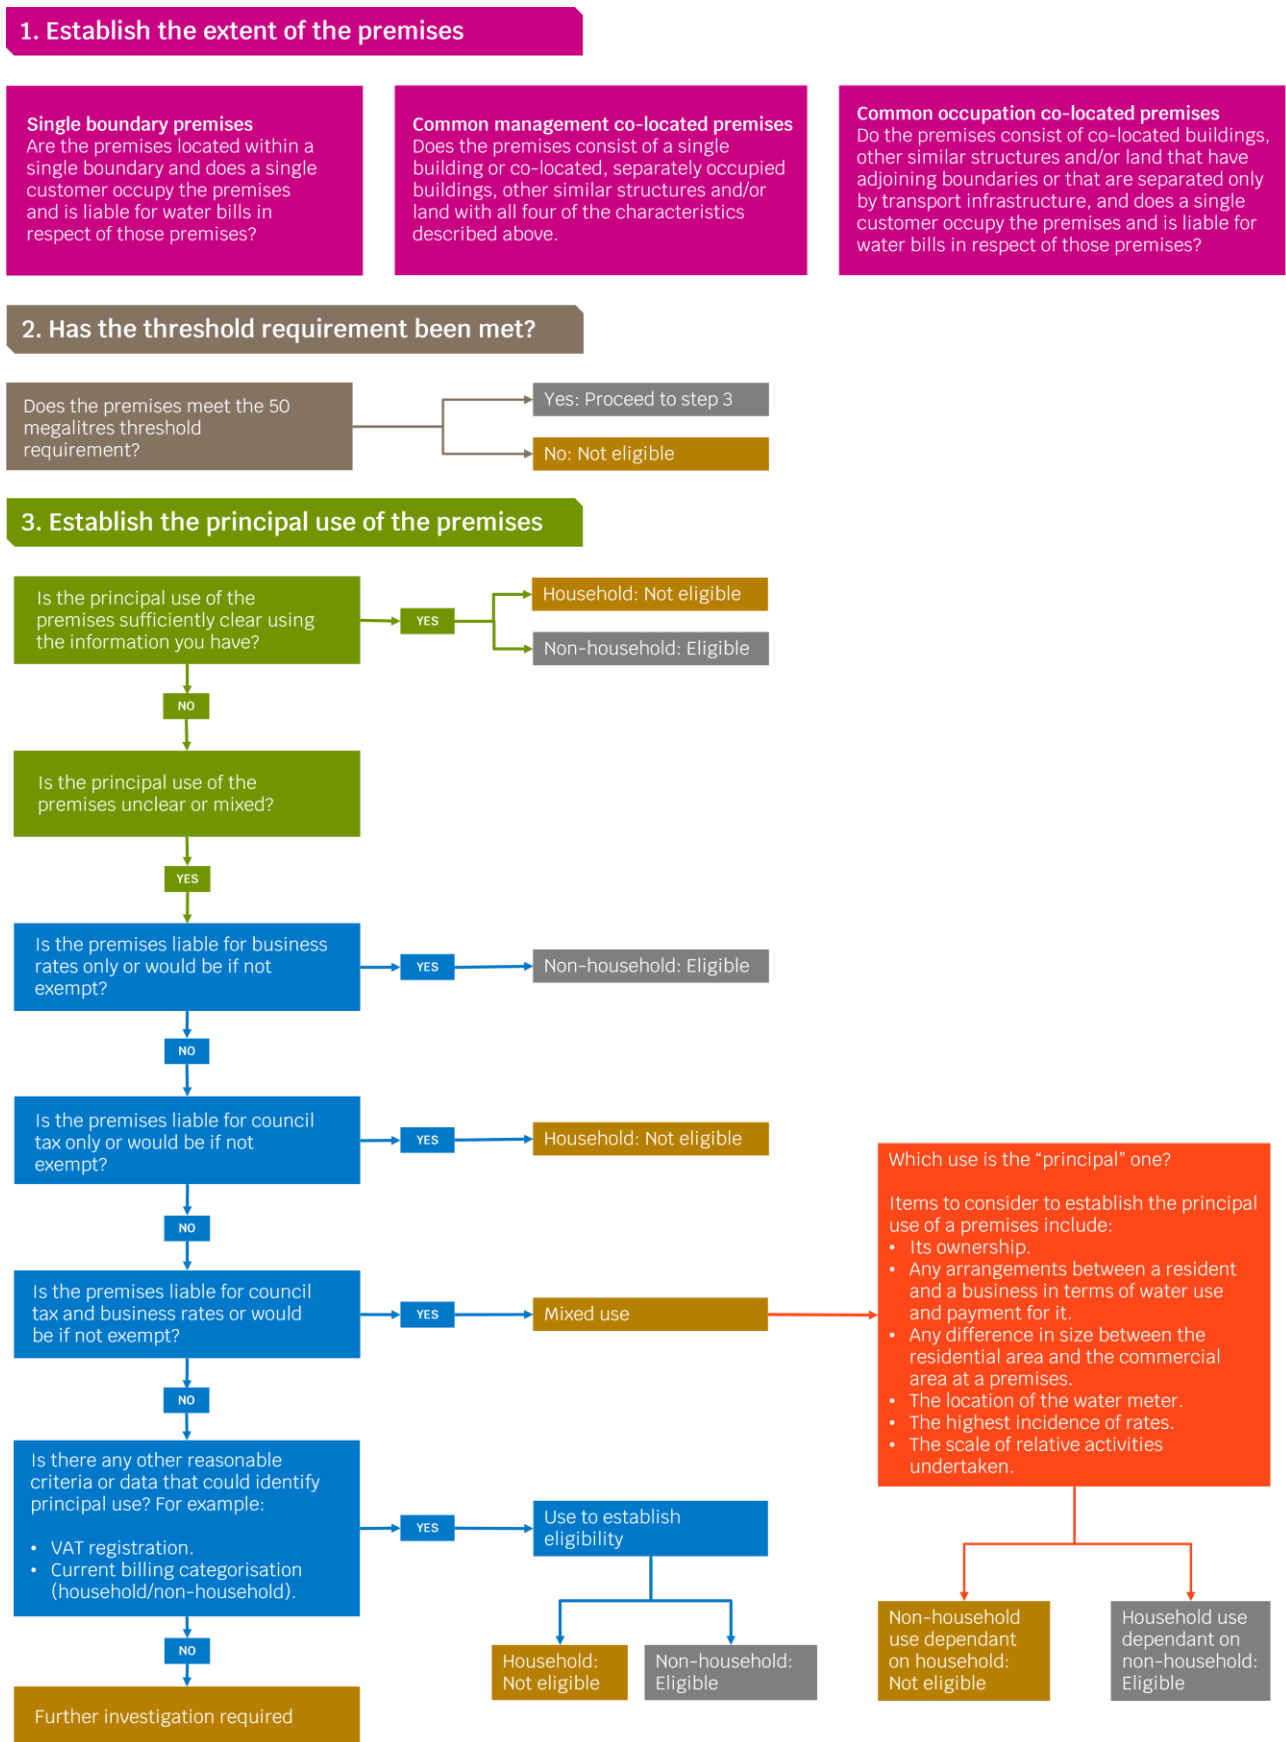 1. Establish the extent of the premises
Single boundary premises
Are the premises located within a
single boundary and does a single
customer occupy the premises
and is liable for water bills in
respect of those premises?
Common management co-located premises
Does the premises consist of a single
building or co-located, separately occupied
buildings, other similar structures and/or
land with all four of the characteristics
described above.
Common occupation co-located premises
Do the premises consist of co-located buildings,
other similar structures and/or land that have
adjoining boundaries or that are separated only
by transport infrastructure, and does a single
customer occupy the premises and is liable for
water bills in respect of those premises?
2. Has the threshold requirement been met?
Does the premises meet the 50
megalitres threshold
requirement?
Yes: Proceed to step 3
No: Not eligible
3. Establish the principal use of the premises
Is the principal use of the
premises sufficiently clear using
the information you have?
YES
Household: Not eligible
Non-household: Eligible
NO
Is the principal use of the
premises unclear or mixed?
YES
Is the premises liable for business
rates only or would be if not
exempt?
YES
Non-household: Eligible
NO
Is the premises liable for council
tax only or would be if not
exempt?
YES
Household: Not eligible
NO
Is the premises liable for council
tax and business rates or would
be if not exempt?
YES
Mixed use
Which use is the “principal” one?
Items to consider to establish the principal
use of a premises include:
• Its ownership.
• Any arrangements between a resident
and a business in terms of water use
and payment for it.
• Any difference in size between the
residential area and the commercial
area at a premises.
• The location of the water meter.
• The highest incidence of rates.
• The scale of relative activities
undertaken.
Non-household
use dependant
on household:
Not eligible
Household use
dependant on
non-household:
Eligible
NO
Is there any other reasonable
criteria or data that could identify
principal use? For example:
• VAT registration.
• Current billing categorisation
(household/non-household).
YES
Use to establish
eligibility
Household:
Not eligible
Non-household:
Eligible
NO
Further investigation required